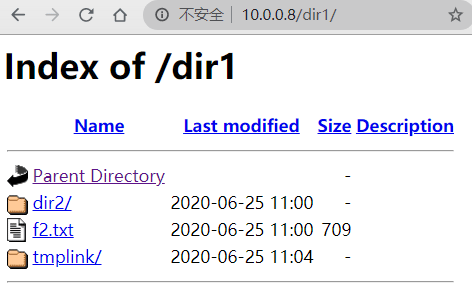 不安全 10.0.0.8/dir1/
Index of /dir1
Name Last modified Size Description
Parent Directory -
dir2/ 2020-06-25 11:00 -
f2.txt 2020-06-25 11:00 709
tmplink/ 2020-06-25 11:04 -